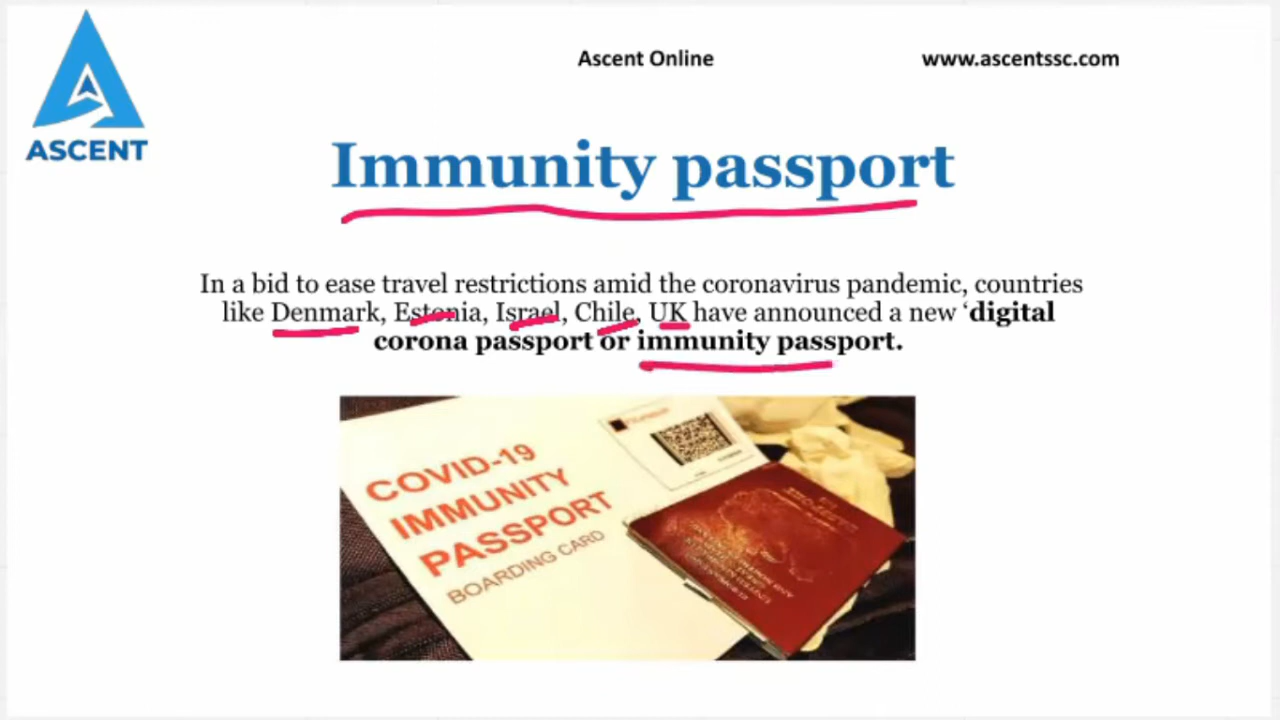 Ascent Online
www.ascentssc.com
ASCENT
Immunity passport
In a bid to ease travel restrictions amid the coronavirus pandemic, countries
like Denmark, Estonia, Israel, Chile, UK have announced a new ‘digital
corona passport or immunity passport.
COVID-19
IMMUNITY
PASSPORT
BOARDING CARD